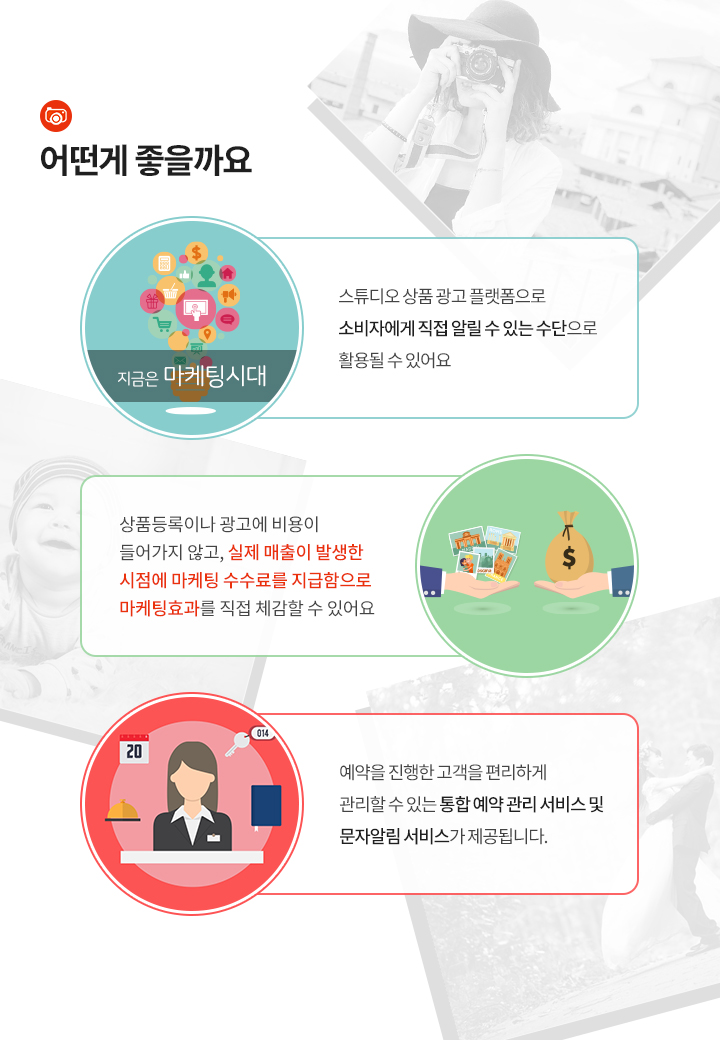 어떤게 좋을까요
지금은 마케팅시대
스튜디오 상품 광고 플랫폼으로
소비자에게 직접 알릴 수 있는 수단으로
활용될 수 있어요
상품등록이나 광고에 비용이
들어가지 않고, 실제 매출이 발생한
시점에 마케팅 수수료를 지급함으로
마케팅효과를 직접 체감할 수 있어요
$
20
014
예약을 진행한 고객을 편리하게
관리할 수 있는 통합 예약 관리 서비스 및
문자알림 서비스가 제공됩니다.